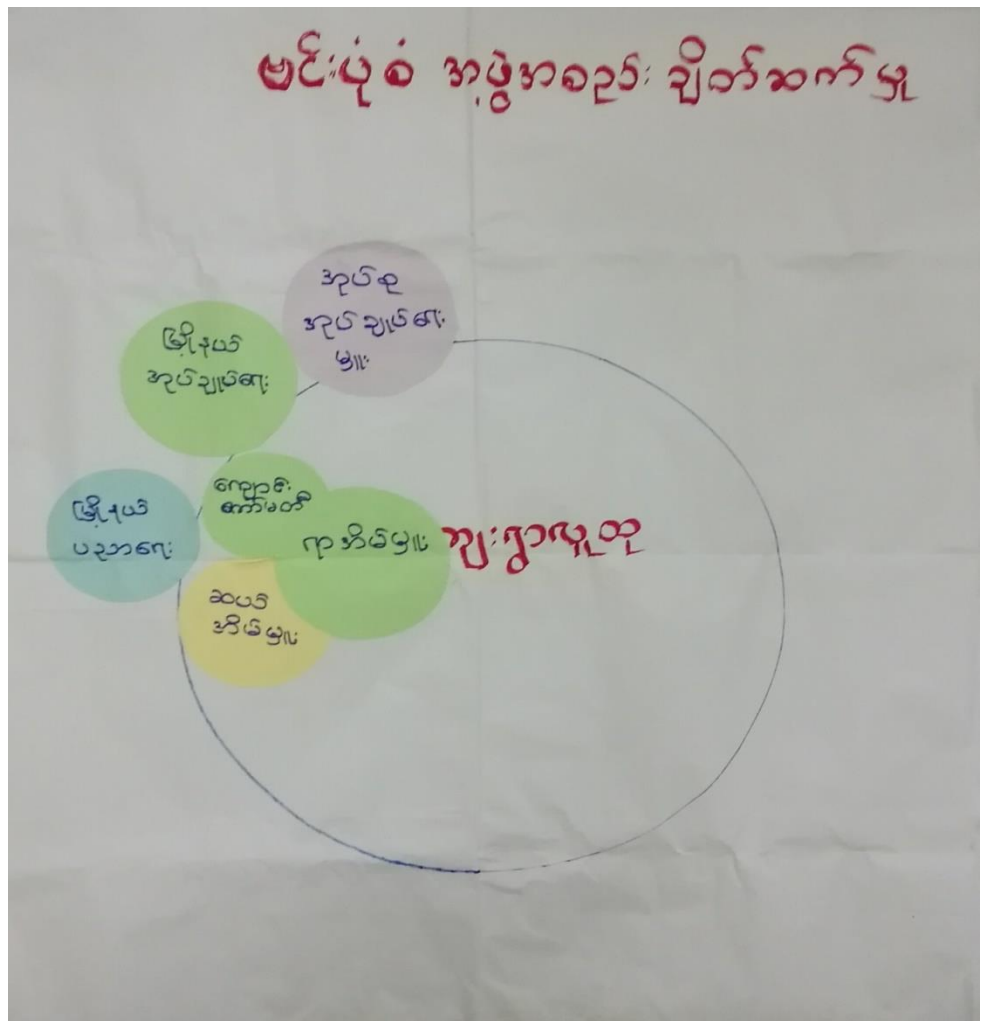 ဗင်းပုံစံ အဖွဲ့အစည်း ချိတ်ဆက်မှု
အုပ်စု
အုပ်ချုပ်ရေး
မှူး
မြို့နယ်
အုပ်ချုပ်ရေး
ကျောင်း
ကော်မတီ
မြို့နယ်
ပညာရေး
ရာအိမ်မှူး
ကျေးရွာလူထု
ဆယ်
အိမ်မှူး